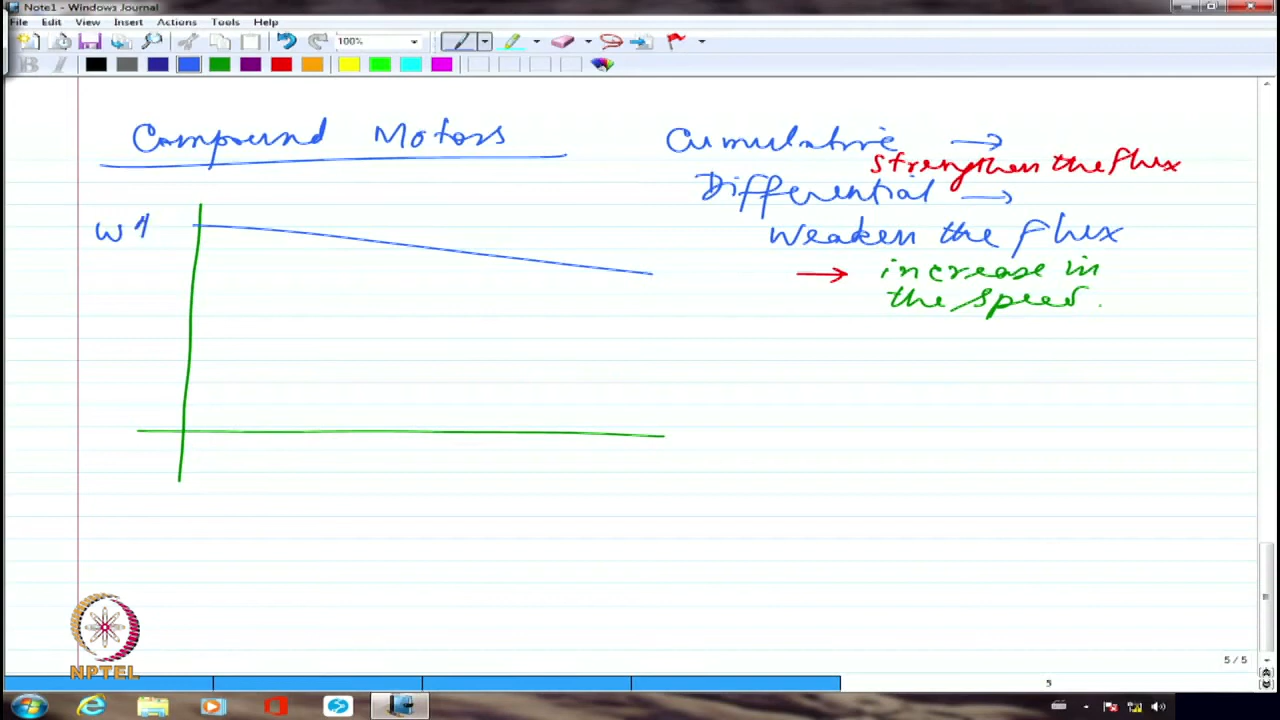 Note1 - Windows Journal
File Edit View Insert Actions Tools Help
100%
B I
Compound Motors
Cumulative →
Strengthen the flux
Differential →
Weaken the flux
→ increase in
the speed.
ω ↑
NPTEL
5 / 5
5